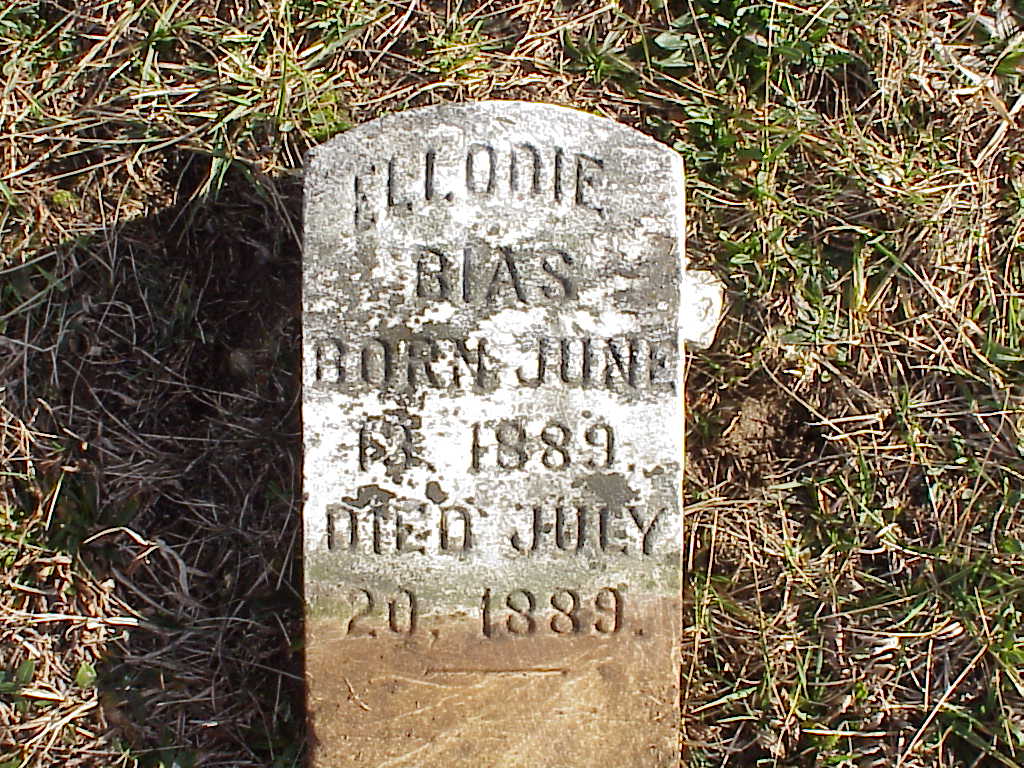 ELLODIE
BIAS
BORN JUNE
1889.
DIED JULY
20, 1889.